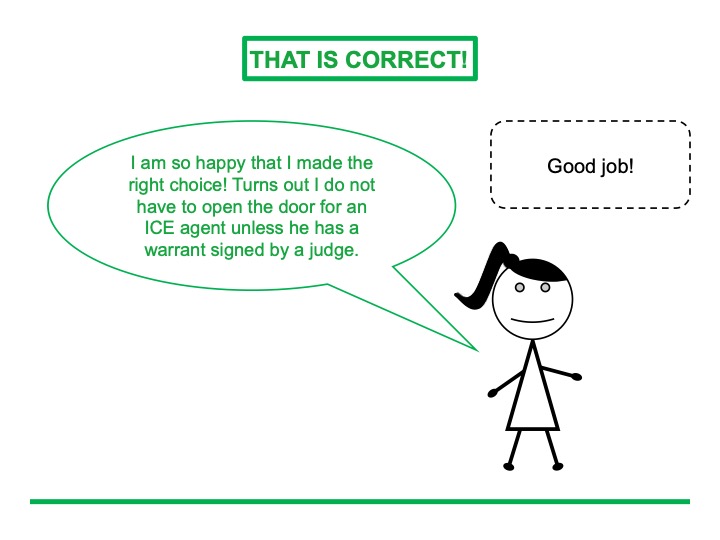 THAT IS CORRECT!
I am so happy that I made the
right choice! Turns out I do not
have to open the door for an
ICE agent unless he has a
warrant signed by a judge.
Good job!